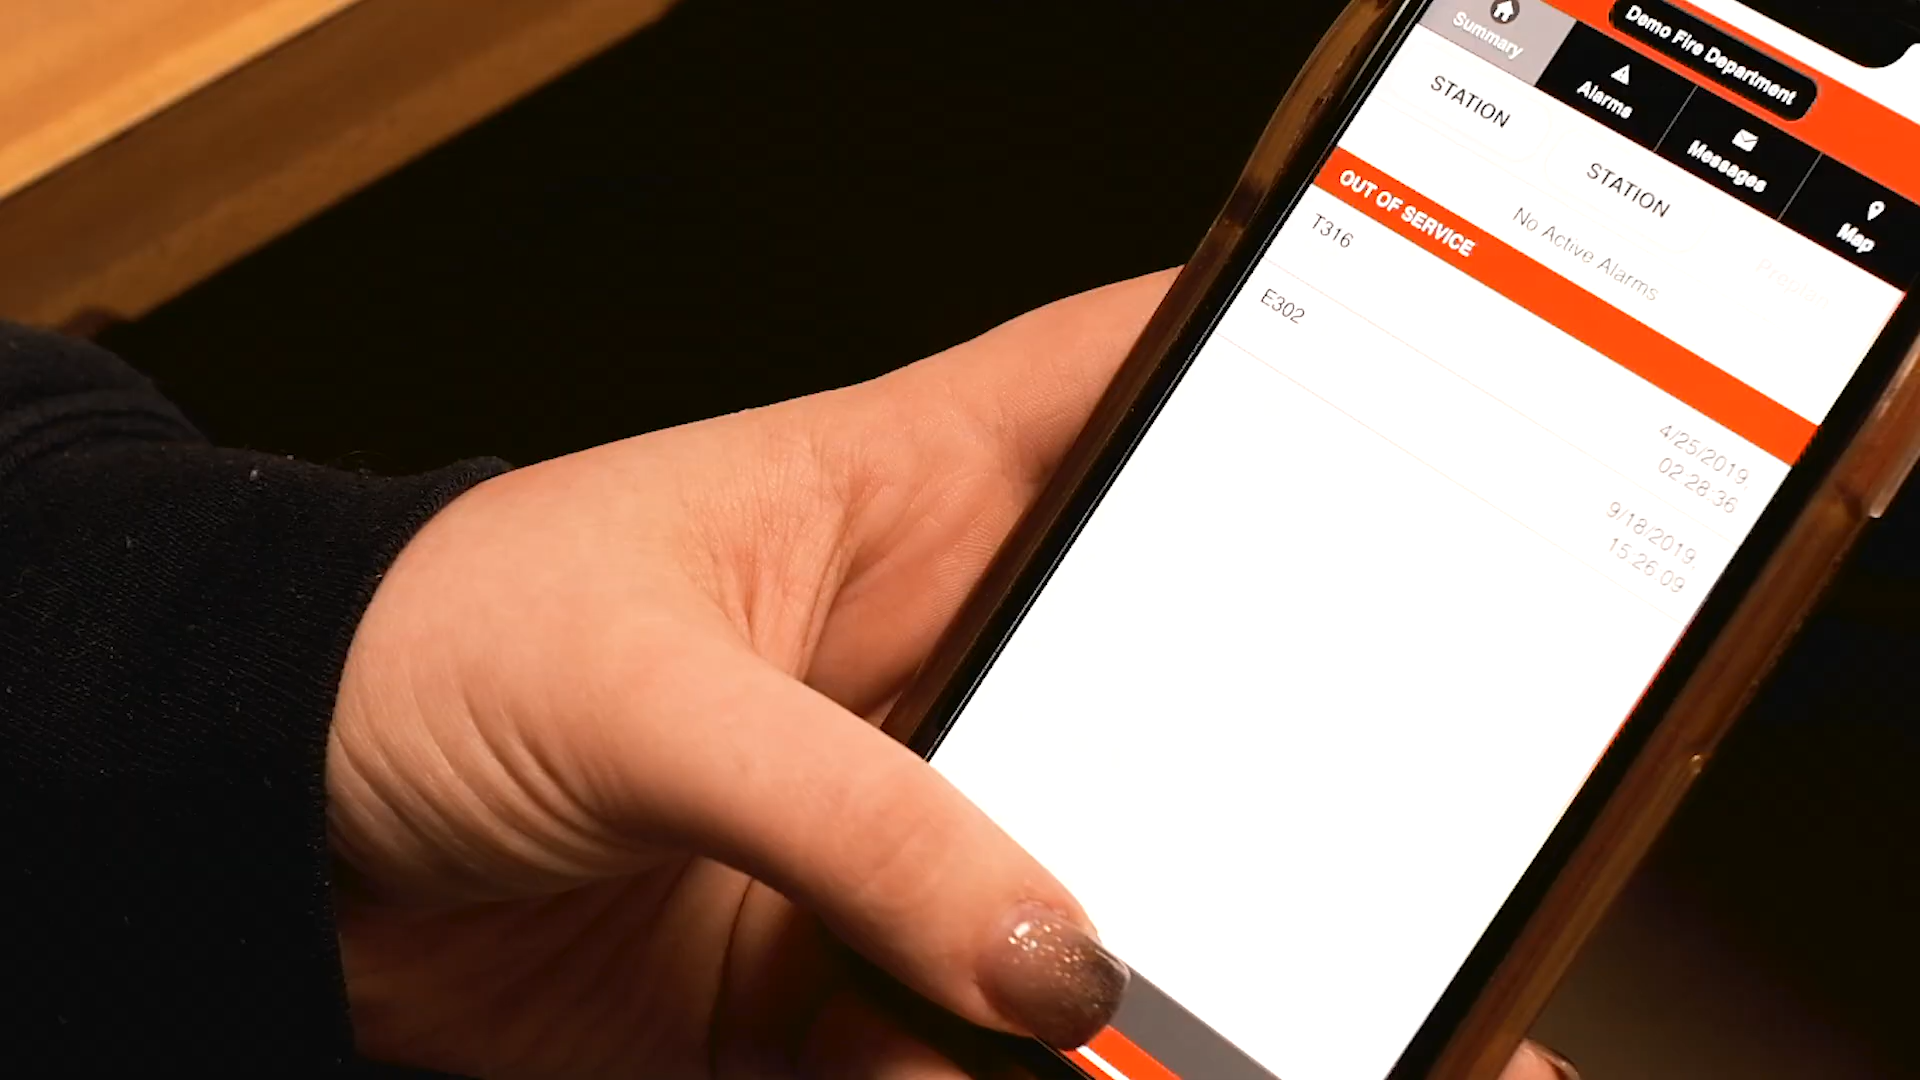 Demo Fire Department
Summary
Alarms
Messages
Map
STATION
STATION
No Active Alarms
OUT OF SERVICE
T316
4/25/2019,
02:28:36
E302
9/18/2019,
15:26:09